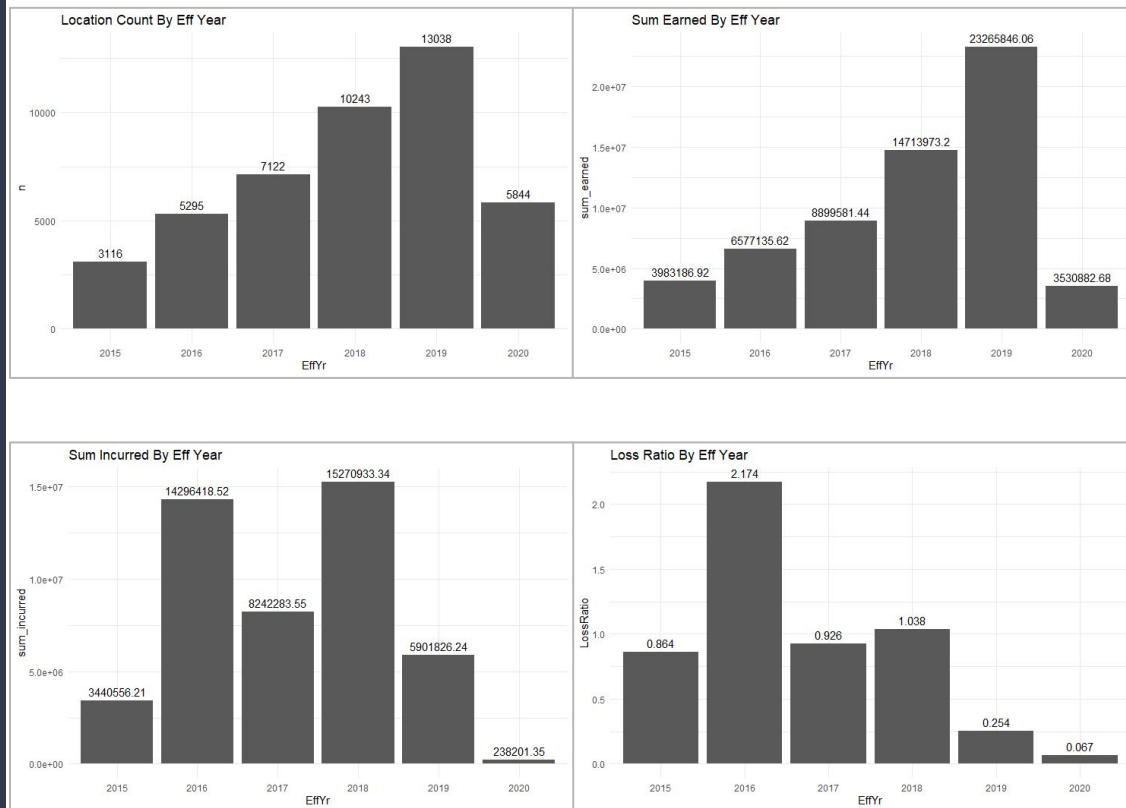 Location Count By Eff Year
13038
10243
10000
7122
n
5844
5295
5000
3116
0
2015 2016 2017 2018 2019 2020
EffYr
Sum Earned By Eff Year
23265846.06
2.0e+07
14713973.2
1.5e+07
sum_earned
1.0e+07
8899581.44
6577135.62
5.0e+06
3983186.92
3530882.68
0.0e+00
2015 2016 2017 2018 2019 2020
EffYr
Sum Incurred By Eff Year
15270933.34
1.5e+07
14296418.52
1.0e+07
sum_incurred
8242283.55
5901826.24
5.0e+06
3440556.21
238201.35
0.0e+00
2015 2016 2017 2018 2019 2020
EffYr
Loss Ratio By Eff Year
2.174
2.0
1.5
LossRatio
1.038
1.0
0.926
0.864
0.5
0.254
0.067
0.0
2015 2016 2017 2018 2019 2020
EffYr